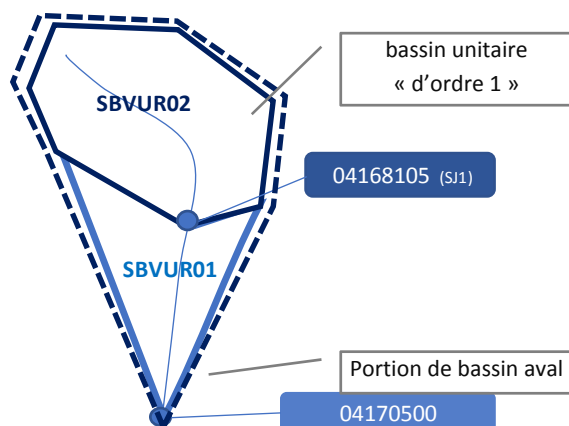 bassin unitaire
« d’ordre 1 »
SBVUR02
04168105 (SJ1)
SBVUR01
Portion de bassin aval
04170500